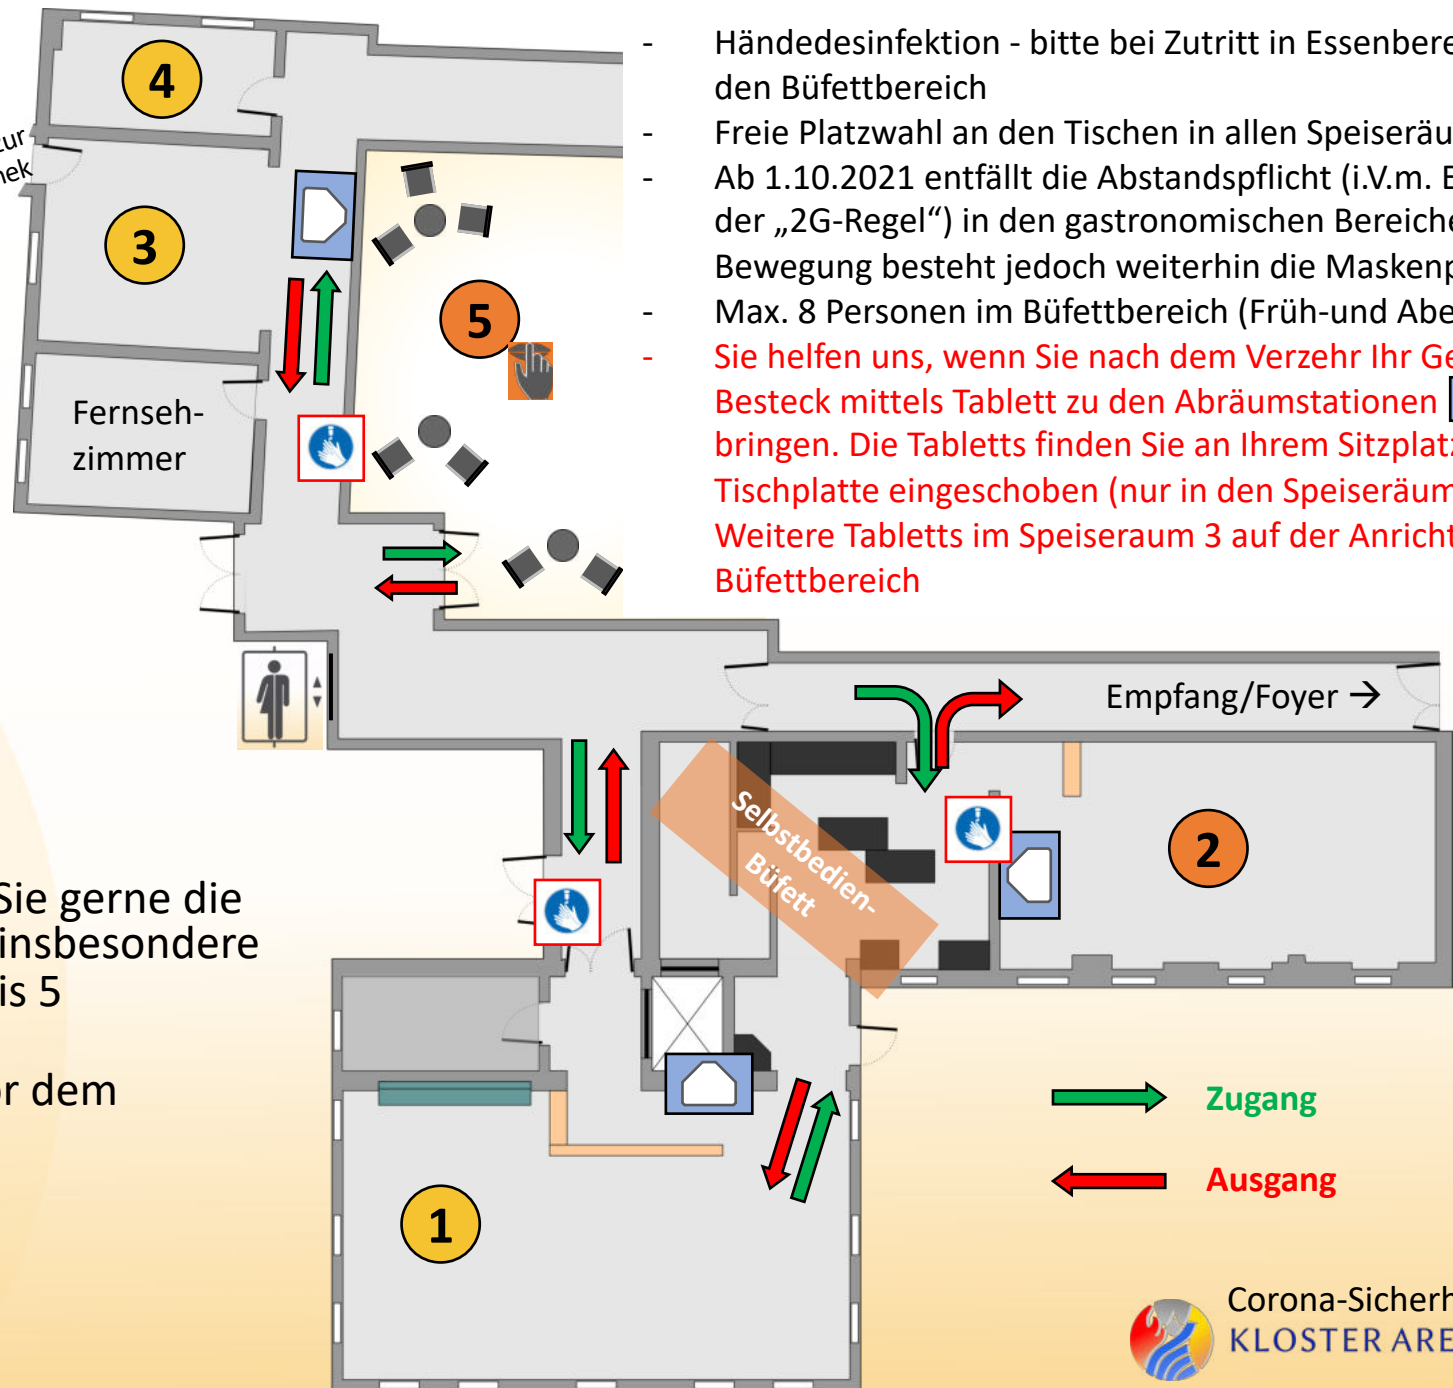 - Händedesinfektion - bitte bei Zutritt in Essenbere
den Büfettbereich
- Freie Platzwahl an den Tischen in allen Speiseräu
- Ab 1.10.2021 entfällt die Abstandspflicht (i.V.m. E
der „2G-Regel“) in den gastronomischen Bereiche
Bewegung besteht jedoch weiterhin die Maskenp
- Max. 8 Personen im Büfettbereich (Früh-und Abe
- Sie helfen uns, wenn Sie nach dem Verzehr Ihr Ge
Besteck mittels Tablett zu den Abräumstationen
bringen. Die Tabletts finden Sie an Ihrem Sitzplatz
Tischplatte eingeschoben (nur in den Speiseräum
Weitere Tabletts im Speiseraum 3 auf der Anricht
Büfettbereich
4
zur
hek
3
5
Fernseh-
zimmer
Empfang/Foyer →
Selbstbedien-
Büfett
2
Sie gerne die
insbesondere
is 5
or dem
1
Zugang
Ausgang
Corona-Sicherh
KLOSTER ARE